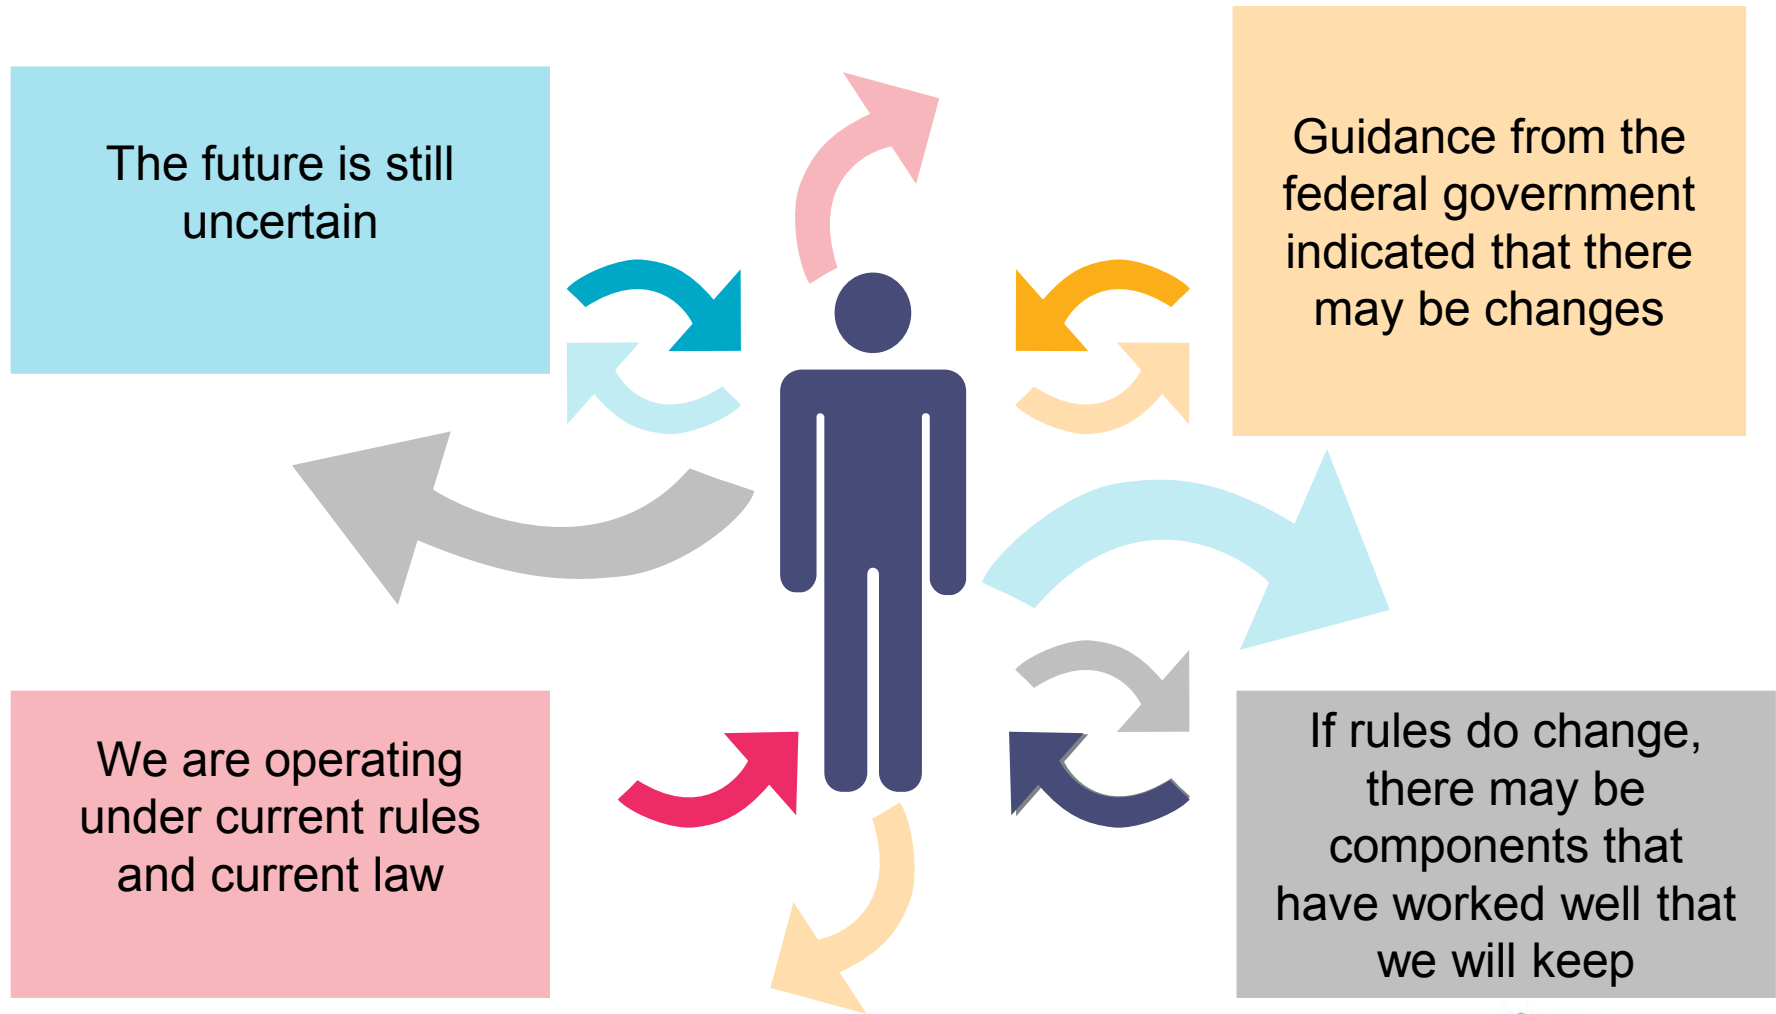 The future is still
uncertain
Guidance from the
federal government
indicated that there
may be changes
We are operating
under current rules
and current law
If rules do change,
there may be
components that
have worked well that
we will keep